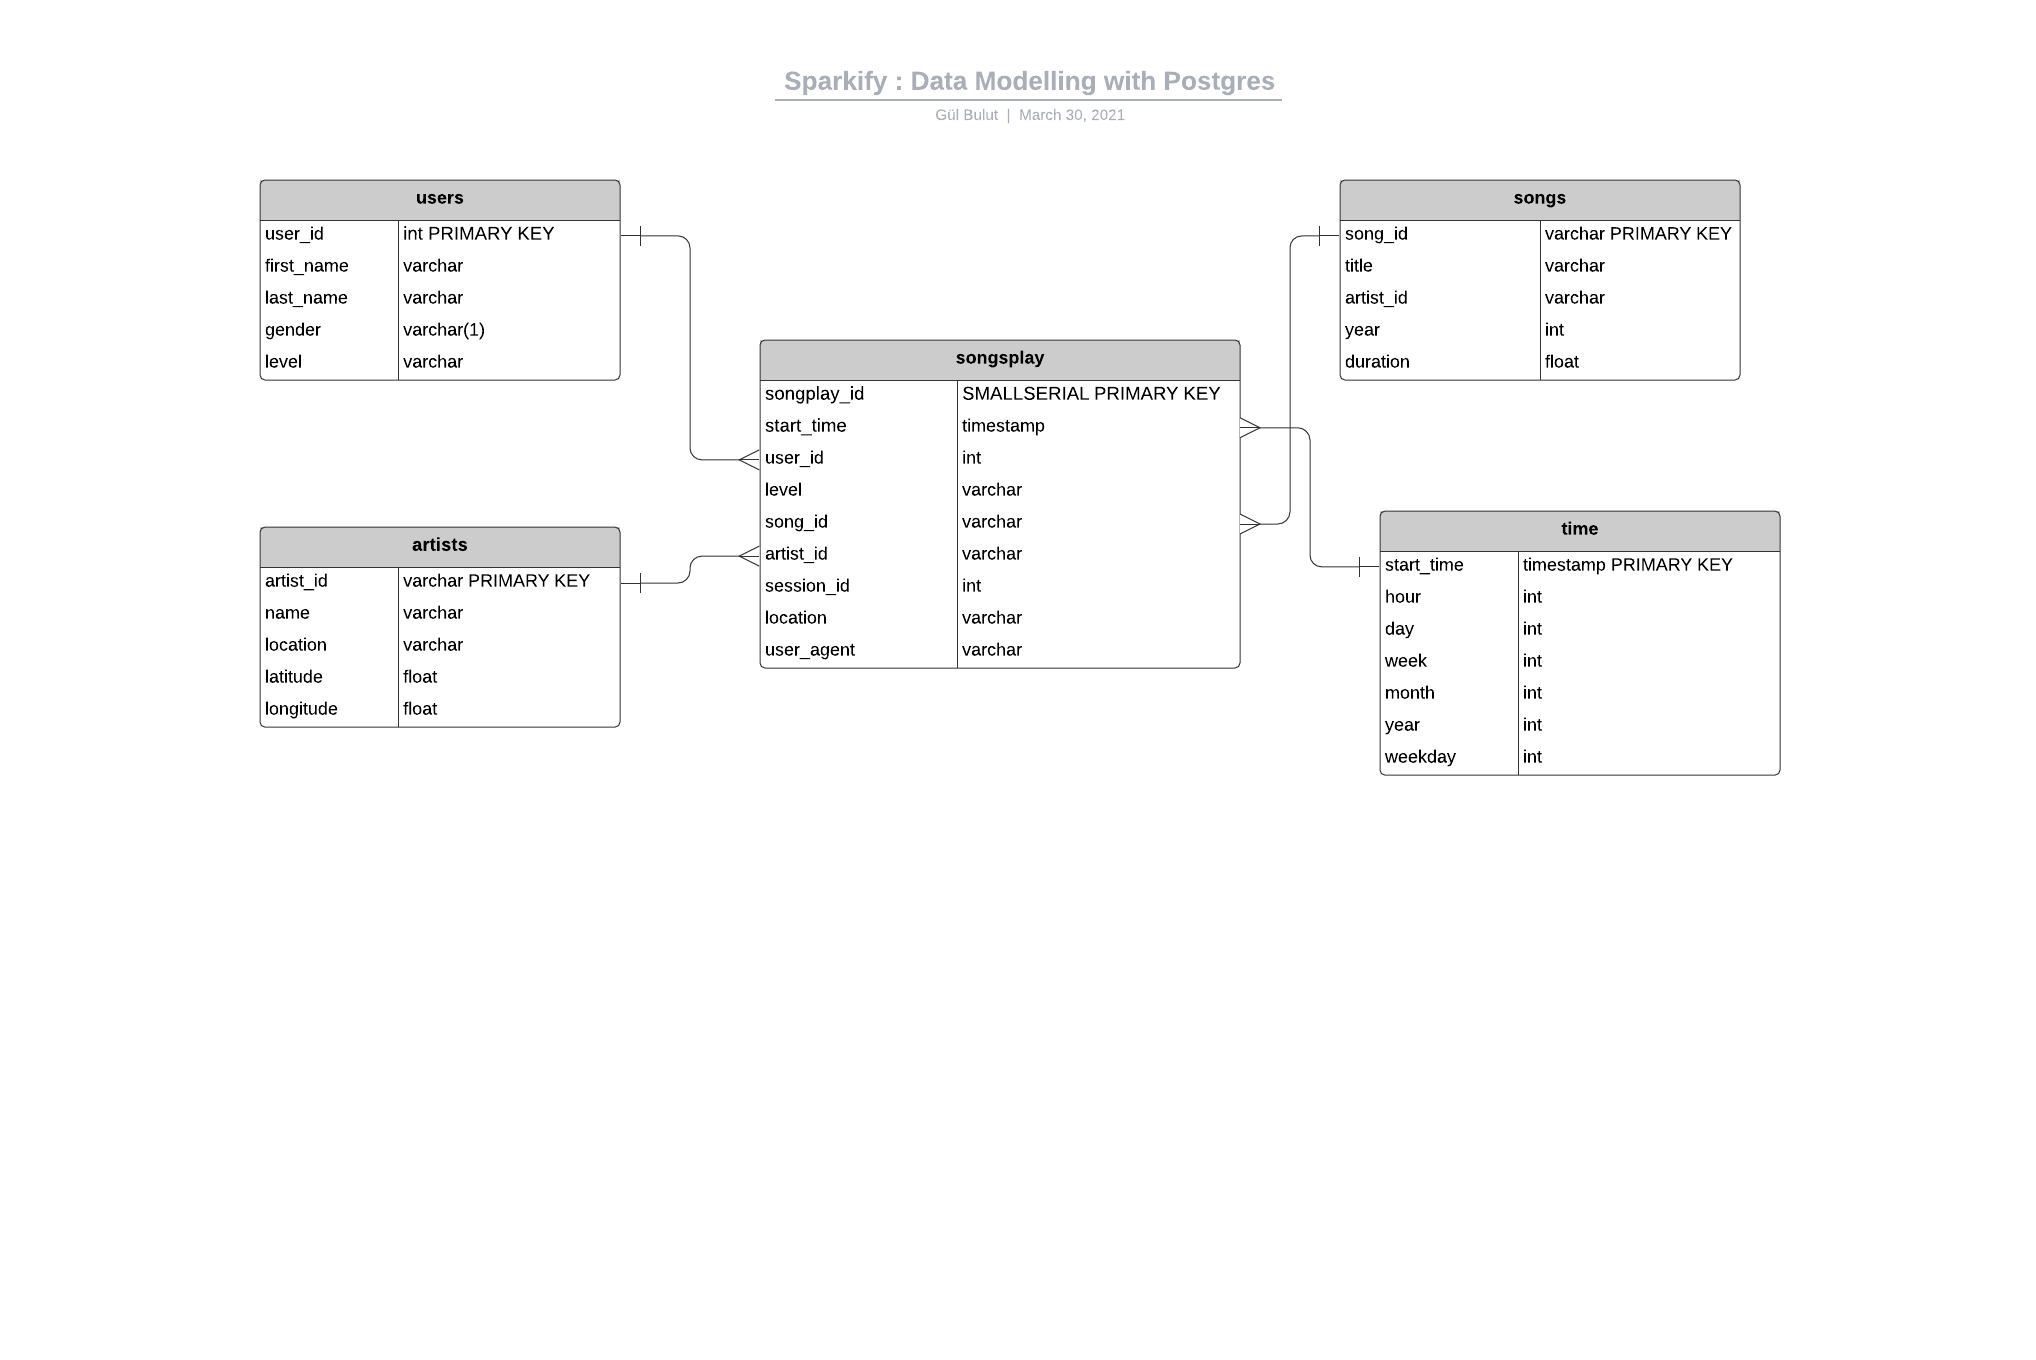 Sparkify : Data Modelling with Postgres
Gül Bulut | March 30, 2021
users
user_id int PRIMARY KEY
first_name varchar
last_name varchar
gender varchar(1)
level varchar
artists
artist_id varchar PRIMARY KEY
name varchar
location varchar
latitude float
longitude float
songsplay
songplay_id SMALLSERIAL PRIMARY KEY
start_time timestamp
user_id int
level varchar
song_id varchar
artist_id varchar
session_id int
location varchar
user_agent varchar
songs
song_id varchar PRIMARY KEY
title varchar
artist_id varchar
year int
duration float
time
start_time timestamp PRIMARY KEY
hour int
day int
week int
month int
year int
weekday int